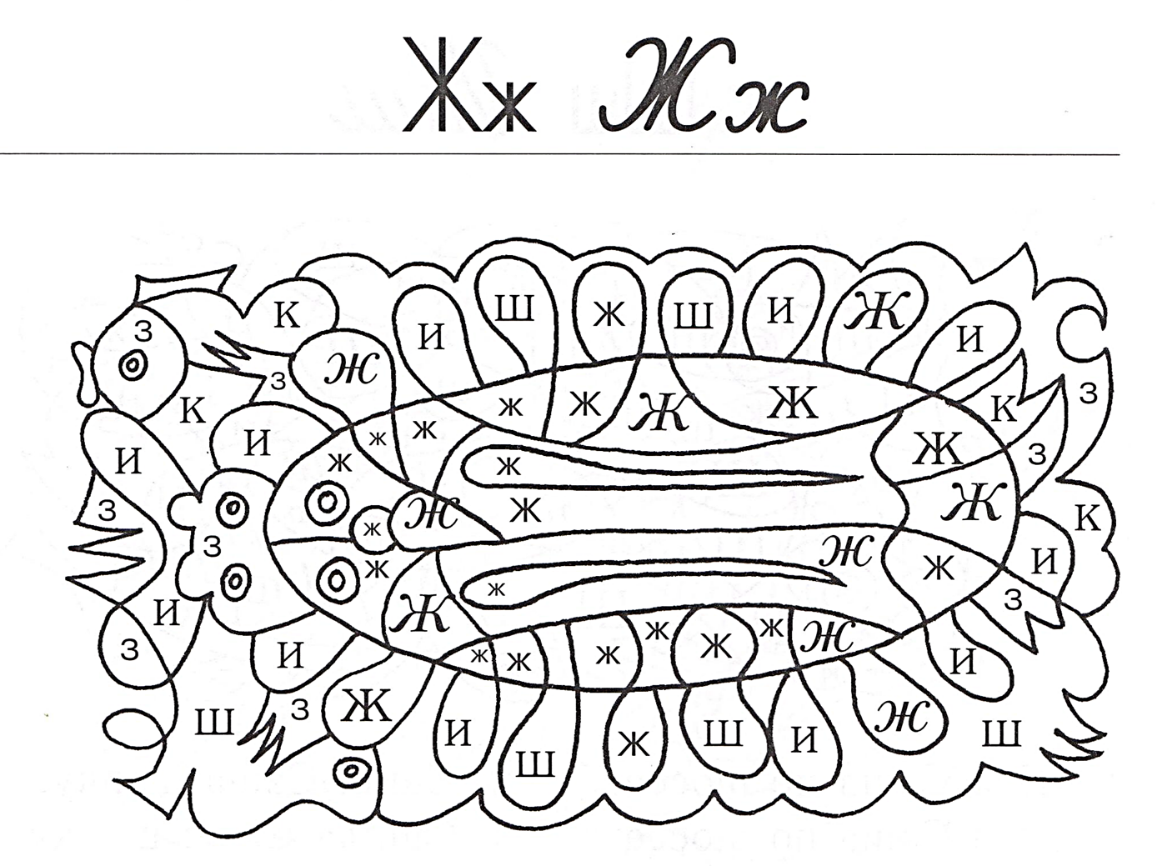 Жж Жж
Ш Ж Ш И Ж
З К И И
Ж З К З
К Ж Ж Ж Ж
И И Ж Ж Ж З
Ж Ж
З Ж Ж Ж Ж К
З Ж Ж И
И Ж Ж З
Ж Ж Ж Ж
З И Ж Ж Ж И
Ш З Ж И Ш Ж Ш И Ж Ш